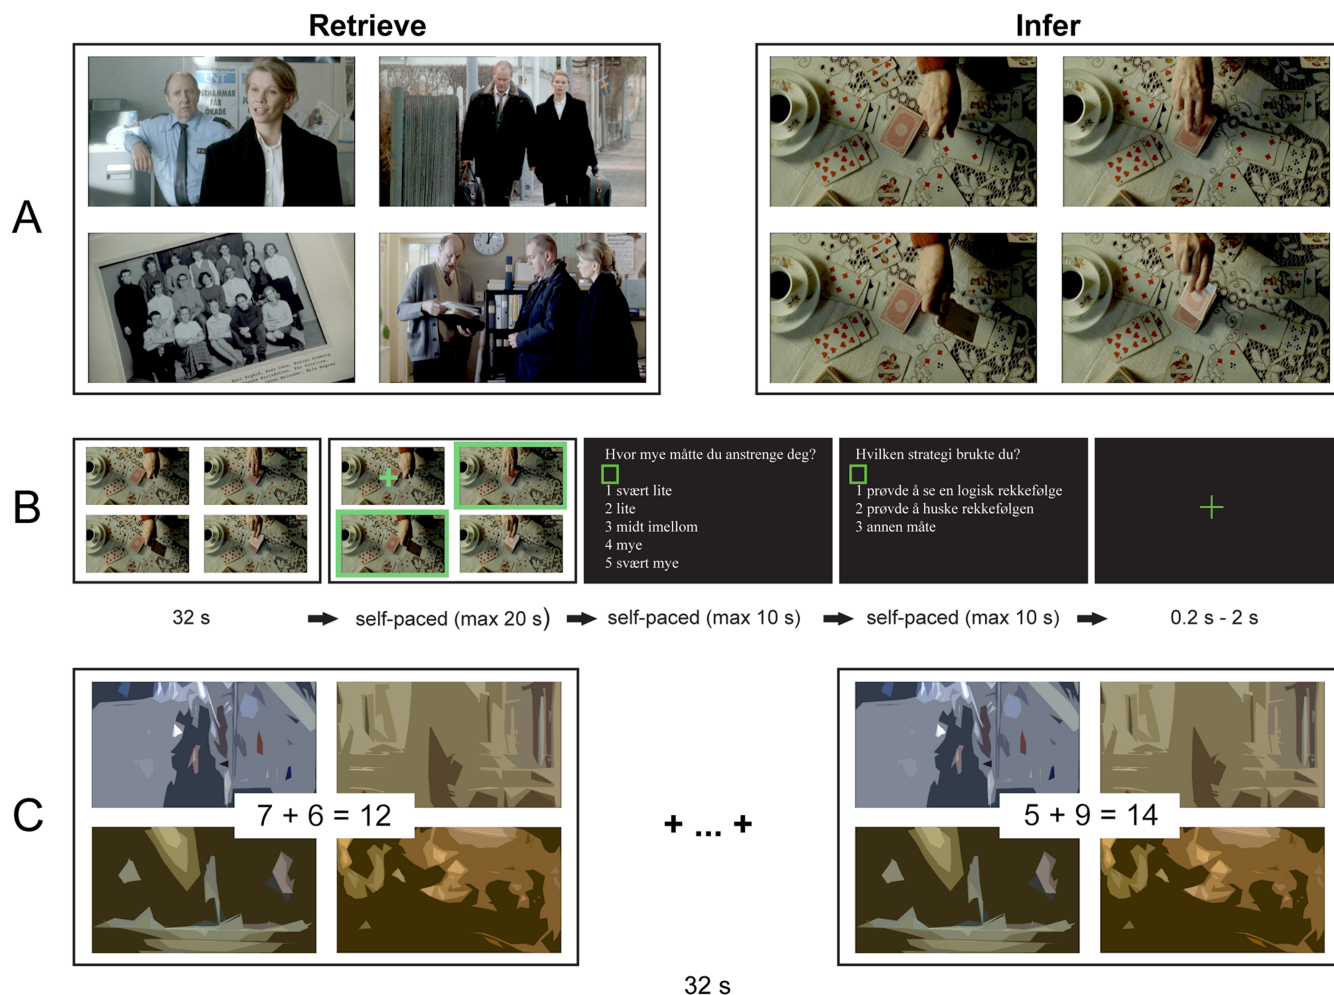 Retrieve
Infer
A
STHAMMAR
FÅR
ÖKADE
B
Hvor mye måtte du anstrenge deg?
1 svært lite
2 lite
3 midt imellom
4 mye
5 svært mye
Hvilken strategi brukte du?
1 prøvde å se en logisk rekkefølge
2 prøvde å huske rekkefølgen
3 annen måte
32 s
self-paced (max 20 s)
self-paced (max 10 s)
self-paced (max 10 s)
0.2 s - 2 s
C
7 + 6 = 12
+ ... +
5 + 9 = 14
32 s